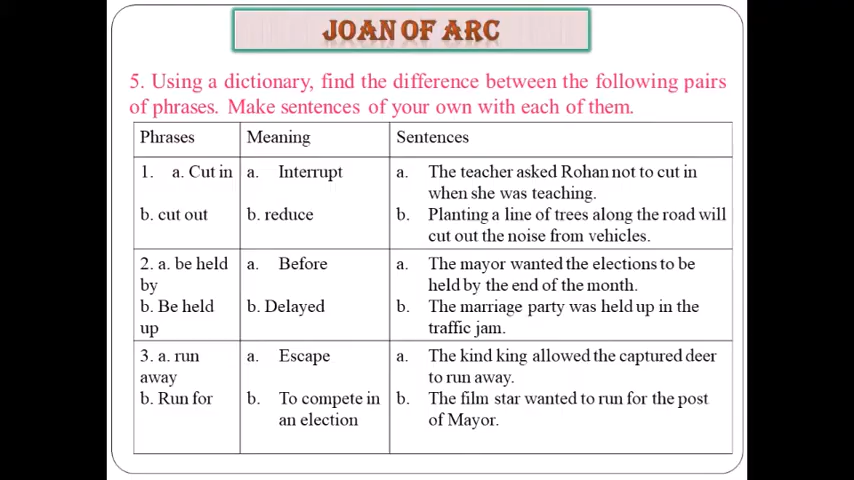 JOAN OF ARC
5. Using a dictionary, find the difference between the following pairs
of phrases. Make sentences of your own with each of them.
Phrases Meaning Sentences
1. a. Cut in a. Interrupt a. The teacher asked Rohan not to cut in
when she was teaching.
b. cut out b. reduce b. Planting a line of trees along the road will
cut out the noise from vehicles.
2. a. be held a. Before a. The mayor wanted the elections to be
by held by the end of the month.
b. Be held b. Delayed b. The marriage party was held up in the
up traffic jam.
3. a. run a. Escape a. The kind king allowed the captured deer
away to run away.
b. Run for b. To compete in b. The film star wanted to run for the post
an election of Mayor.